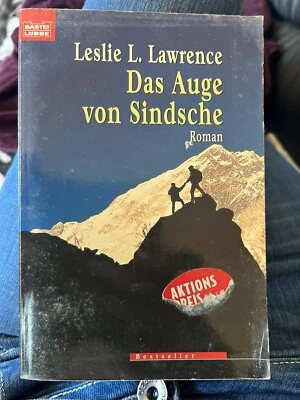 BASTEI
LÜBBE
Leslie L. Lawrence
Das Auge
von Sindsche
Roman
AKTIONS
PREIS
Bestseller